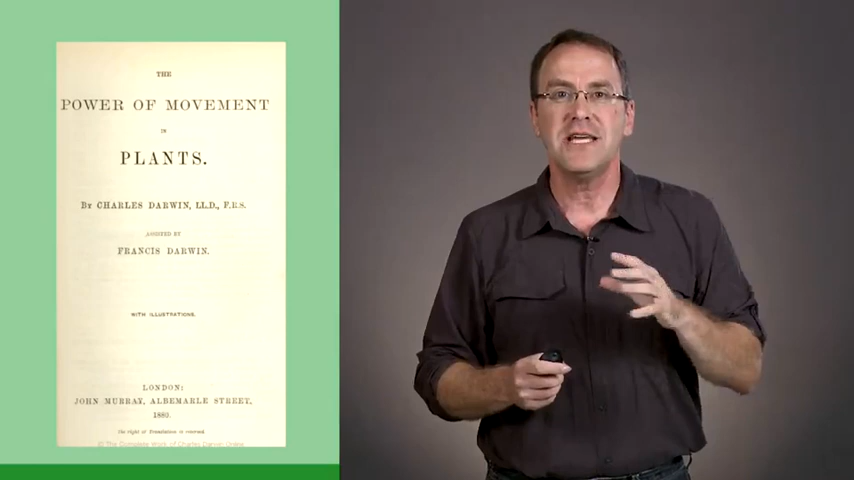 THE
POWER OF MOVEMENT
IN
PLANTS.
BY CHARLES DARWIN, LL.D., F.R.S.
ASSISTED BY
FRANCIS DARWIN.
WITH ILLUSTRATIONS.
LONDON:
JOHN MURRAY, ALBEMARLE STREET,
1880.
The Right of Translation is reserved.
© The Complete Work of Charles Darwin Online